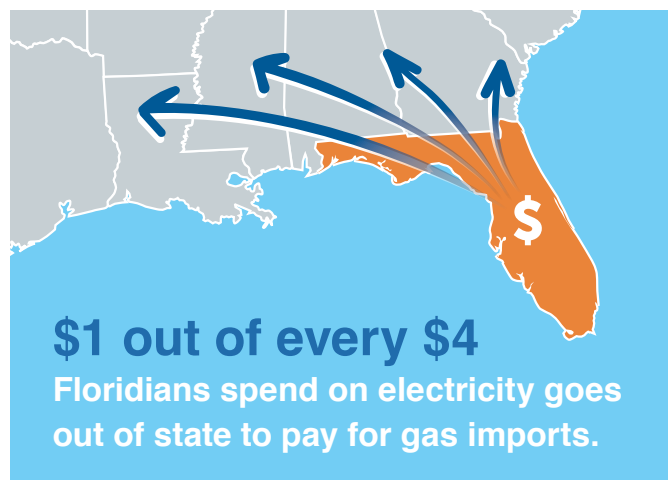 $
$1 out of every $4
Floridians spend on electricity goes
out of state to pay for gas imports.